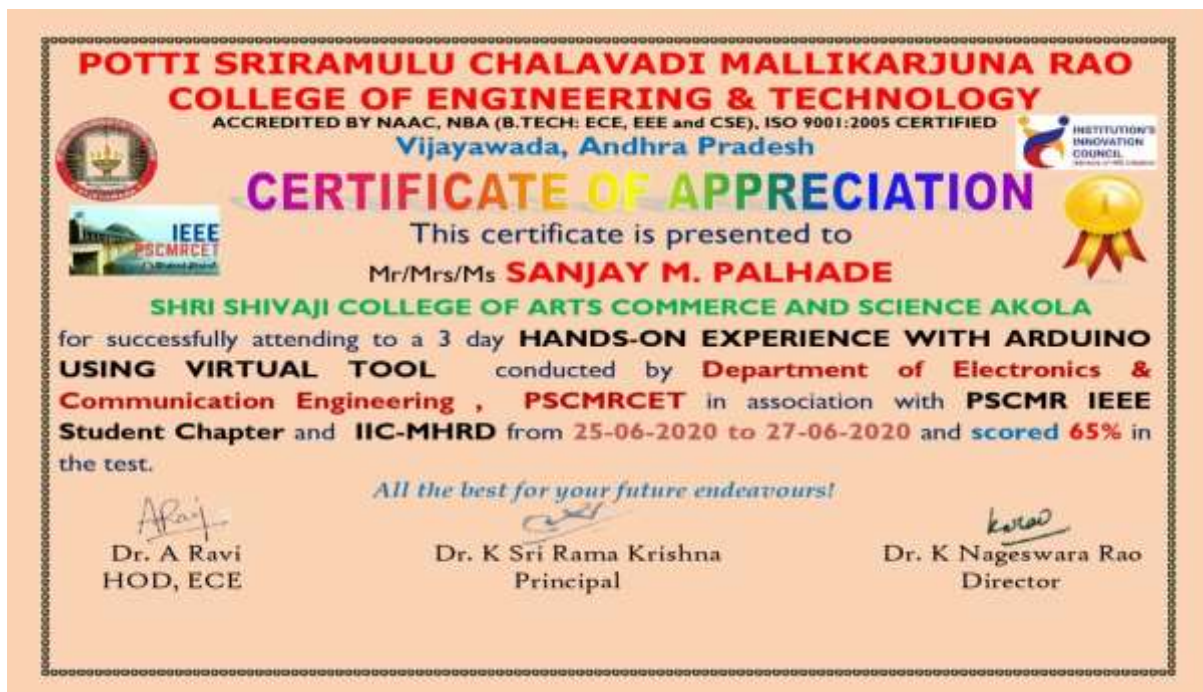 POTTI SRIRAMULU CHALAVADI MALLIKARJUNA RAO
COLLEGE OF ENGINEERING & TECHNOLOGY
ACCREDITED BY NAAC, NBA (B.TECH: ECE, EEE and CSE), ISO 9001:2005 CERTIFIED
Vijayawada, Andhra Pradesh
INSTITUTION'S
INNOVATION
COUNCIL
CERTIFICATE OF APPRECIATION
IEEE
PSCMRCET
This certificate is presented to
Mr/Mrs/Ms SANJAY M. PALHADE
SHRI SHIVAJI COLLEGE OF ARTS COMMERCE AND SCIENCE AKOLA
for successfully attending to a 3 day HANDS-ON EXPERIENCE WITH ARDUINO
USING VIRTUAL TOOL conducted by Department of Electronics &
Communication Engineering , PSCMRCET in association with PSCMR IEEE
Student Chapter and IIC-MHRD from 25-06-2020 to 27-06-2020 and scored 65% in
the test.
All the best for your future endeavours!
ARavi
Dr. A Ravi
HOD, ECE
Dr. K Sri Rama Krishna
Principal
Dr. K Nageswara Rao
Director